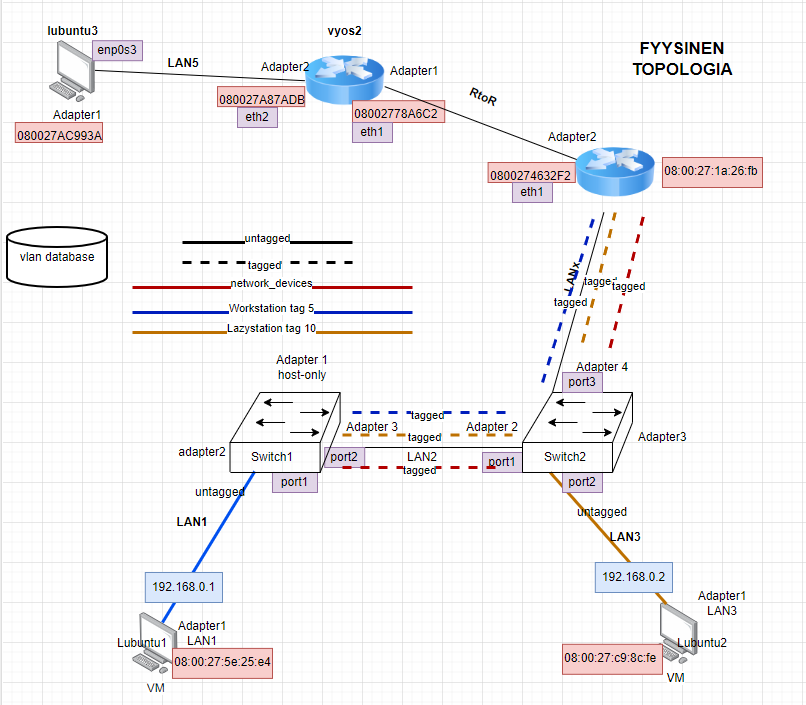 lubuntu3
vyos2
enp0s3
LAN5
Adapter2
Adapter1
FYYSINEN
TOPOLOGIA
080027A87ADB
eth2
08002778A6C2
eth1
RtoR
Adapter1
080027AC993A
Adapter2
0800274632F2
eth1
08:00:27:1a:26:fb
vlan database
untagged
tagged
network_devices
Workstation tag 5
Lazystation tag 10
LANx
tagged
tagged
tagged
Adapter 1
host-only
Adapter 4
port3
tagged
Adapter 3
tagged
Adapter 2
adapter2
Switch1
port2
LAN2
tagged
port1
Switch2
Adapter3
port1
port2
untagged
untagged
LAN1
LAN3
192.168.0.1
192.168.0.2
Adapter1
LAN3
Adapter1
LAN1
Lubuntu1
Lubuntu2
08:00:27:5e:25:e4
08:00:27:c9:8c:fe
VM
VM